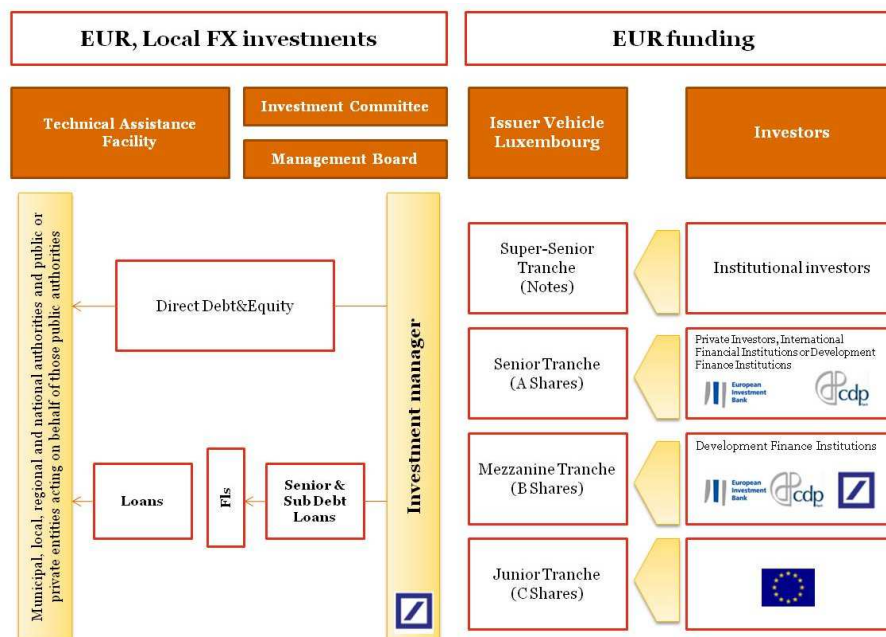 EUR, Local FX investments
EUR funding
Technical Assistance
Facility
Investment Committee
Management Board
Issuer Vehicle
Luxembourg
Investors
Municipal, local, regional and national authorities and public or
private entities acting on behalf of those public authorities
Direct Debt&Equity
Loans
FIs
Senior &
Sub Debt
Loans
Investment manager
Super-Senior
Tranche
(Notes)
Institutional investors
Senior Tranche
(A Shares)
Private Investors, International
Financial Institutions or Development
Finance Institutions
European
Investment
Bank
cdp
Mezzanine Tranche
(B Shares)
Development Finance Institutions
European
Investment
Bank
cdp
Junior Tranche
(C Shares)